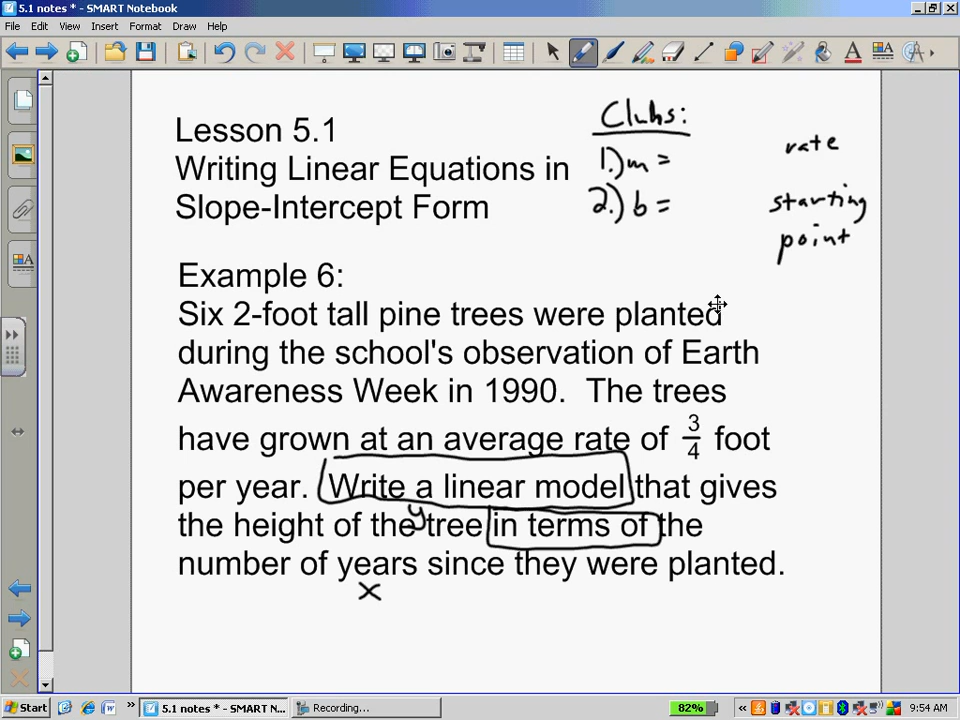 5.1 notes * - SMART Notebook
File Edit View Insert Format Draw Help
Lesson 5.1
Writing Linear Equations in
Slope-Intercept Form
Clubs:
1.) m = rate
2.) b = starting
point
Example 6:
Six 2-foot tall pine trees were planted
during the school's observation of Earth
Awareness Week in 1990. The trees
have grown at an average rate of 3/4 foot
per year. Write a linear model that gives
y
the height of the tree in terms of the
number of years since they were planted.
x
Start 5.1 notes * - SMART N... Recording... 82% 9:54 AM